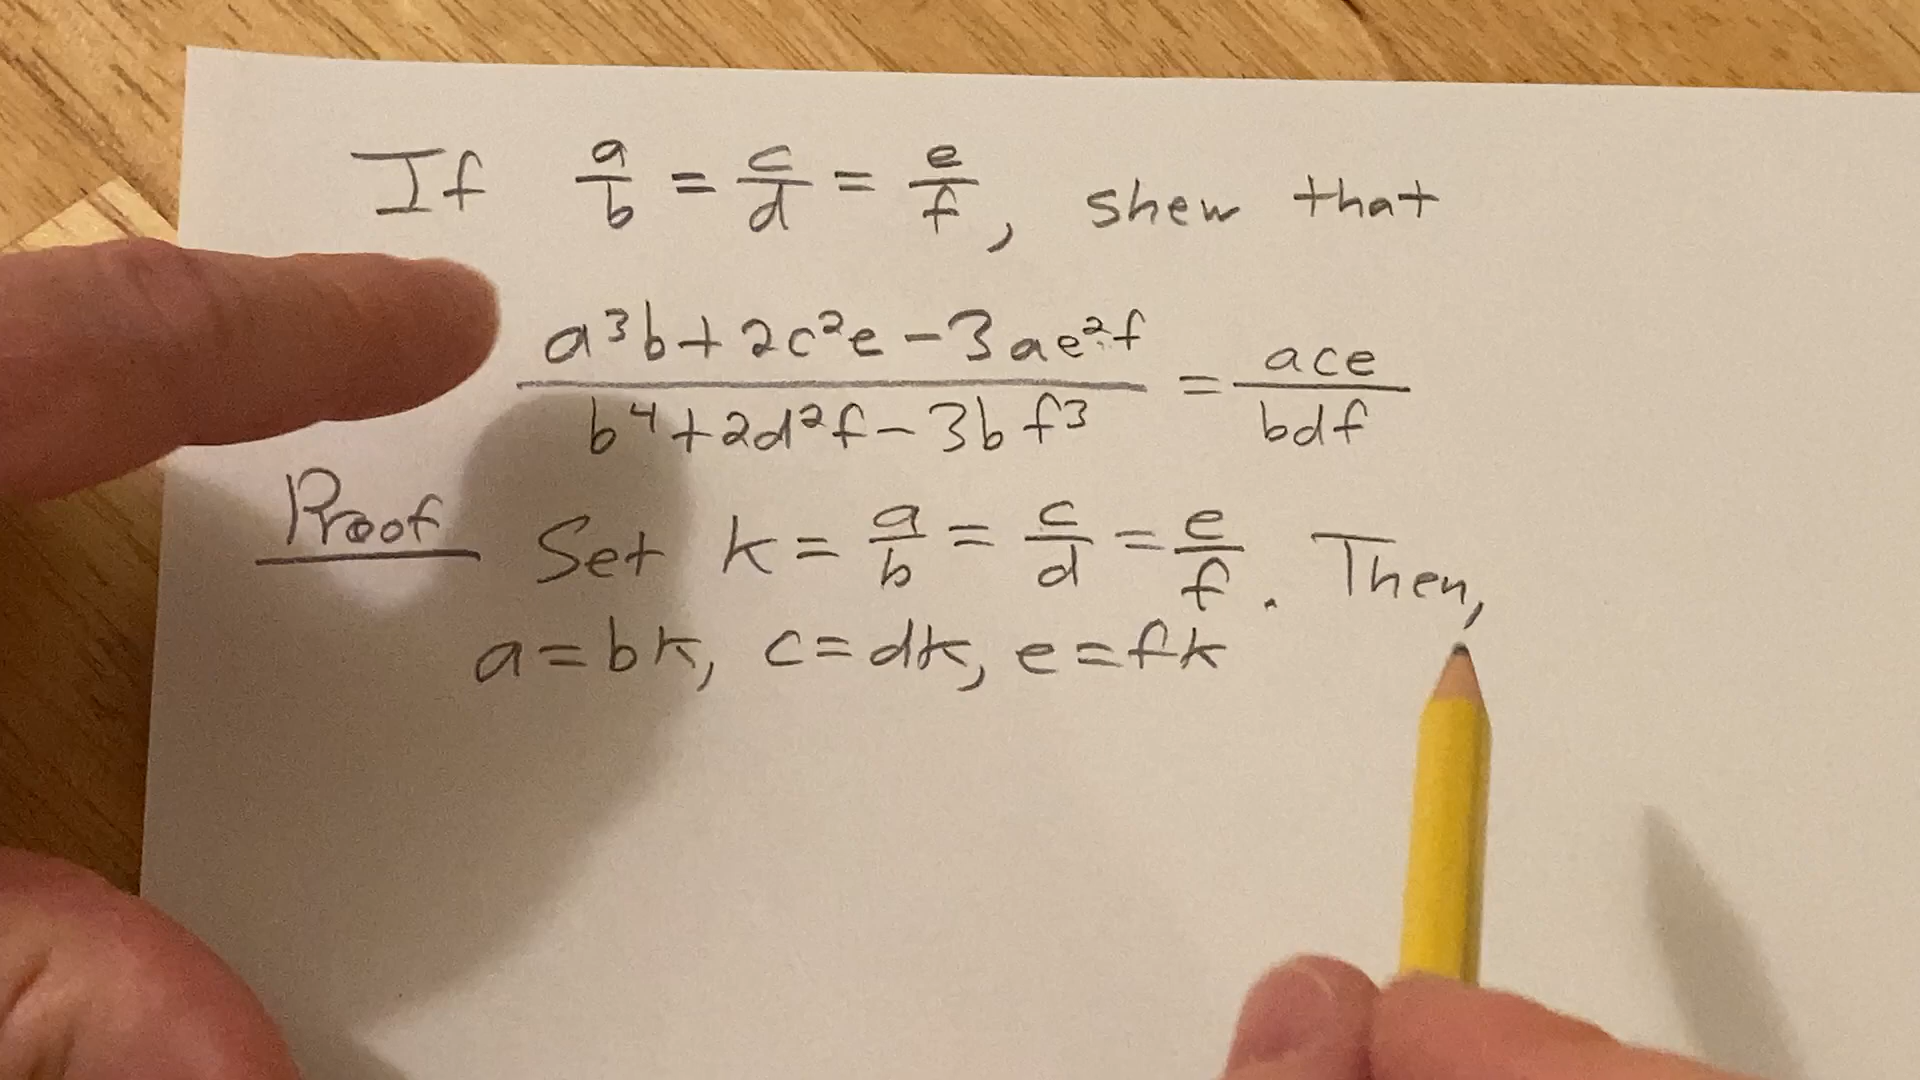 If a/b = c/d = e/f, shew that
(a³b + 2c²e - 3ae²f)/(b⁴ + 2d²f - 3bf³) = ace/bdf
Proof Set k = a/b = c/d = e/f. Then,
a = bk, c = dk, e = fk